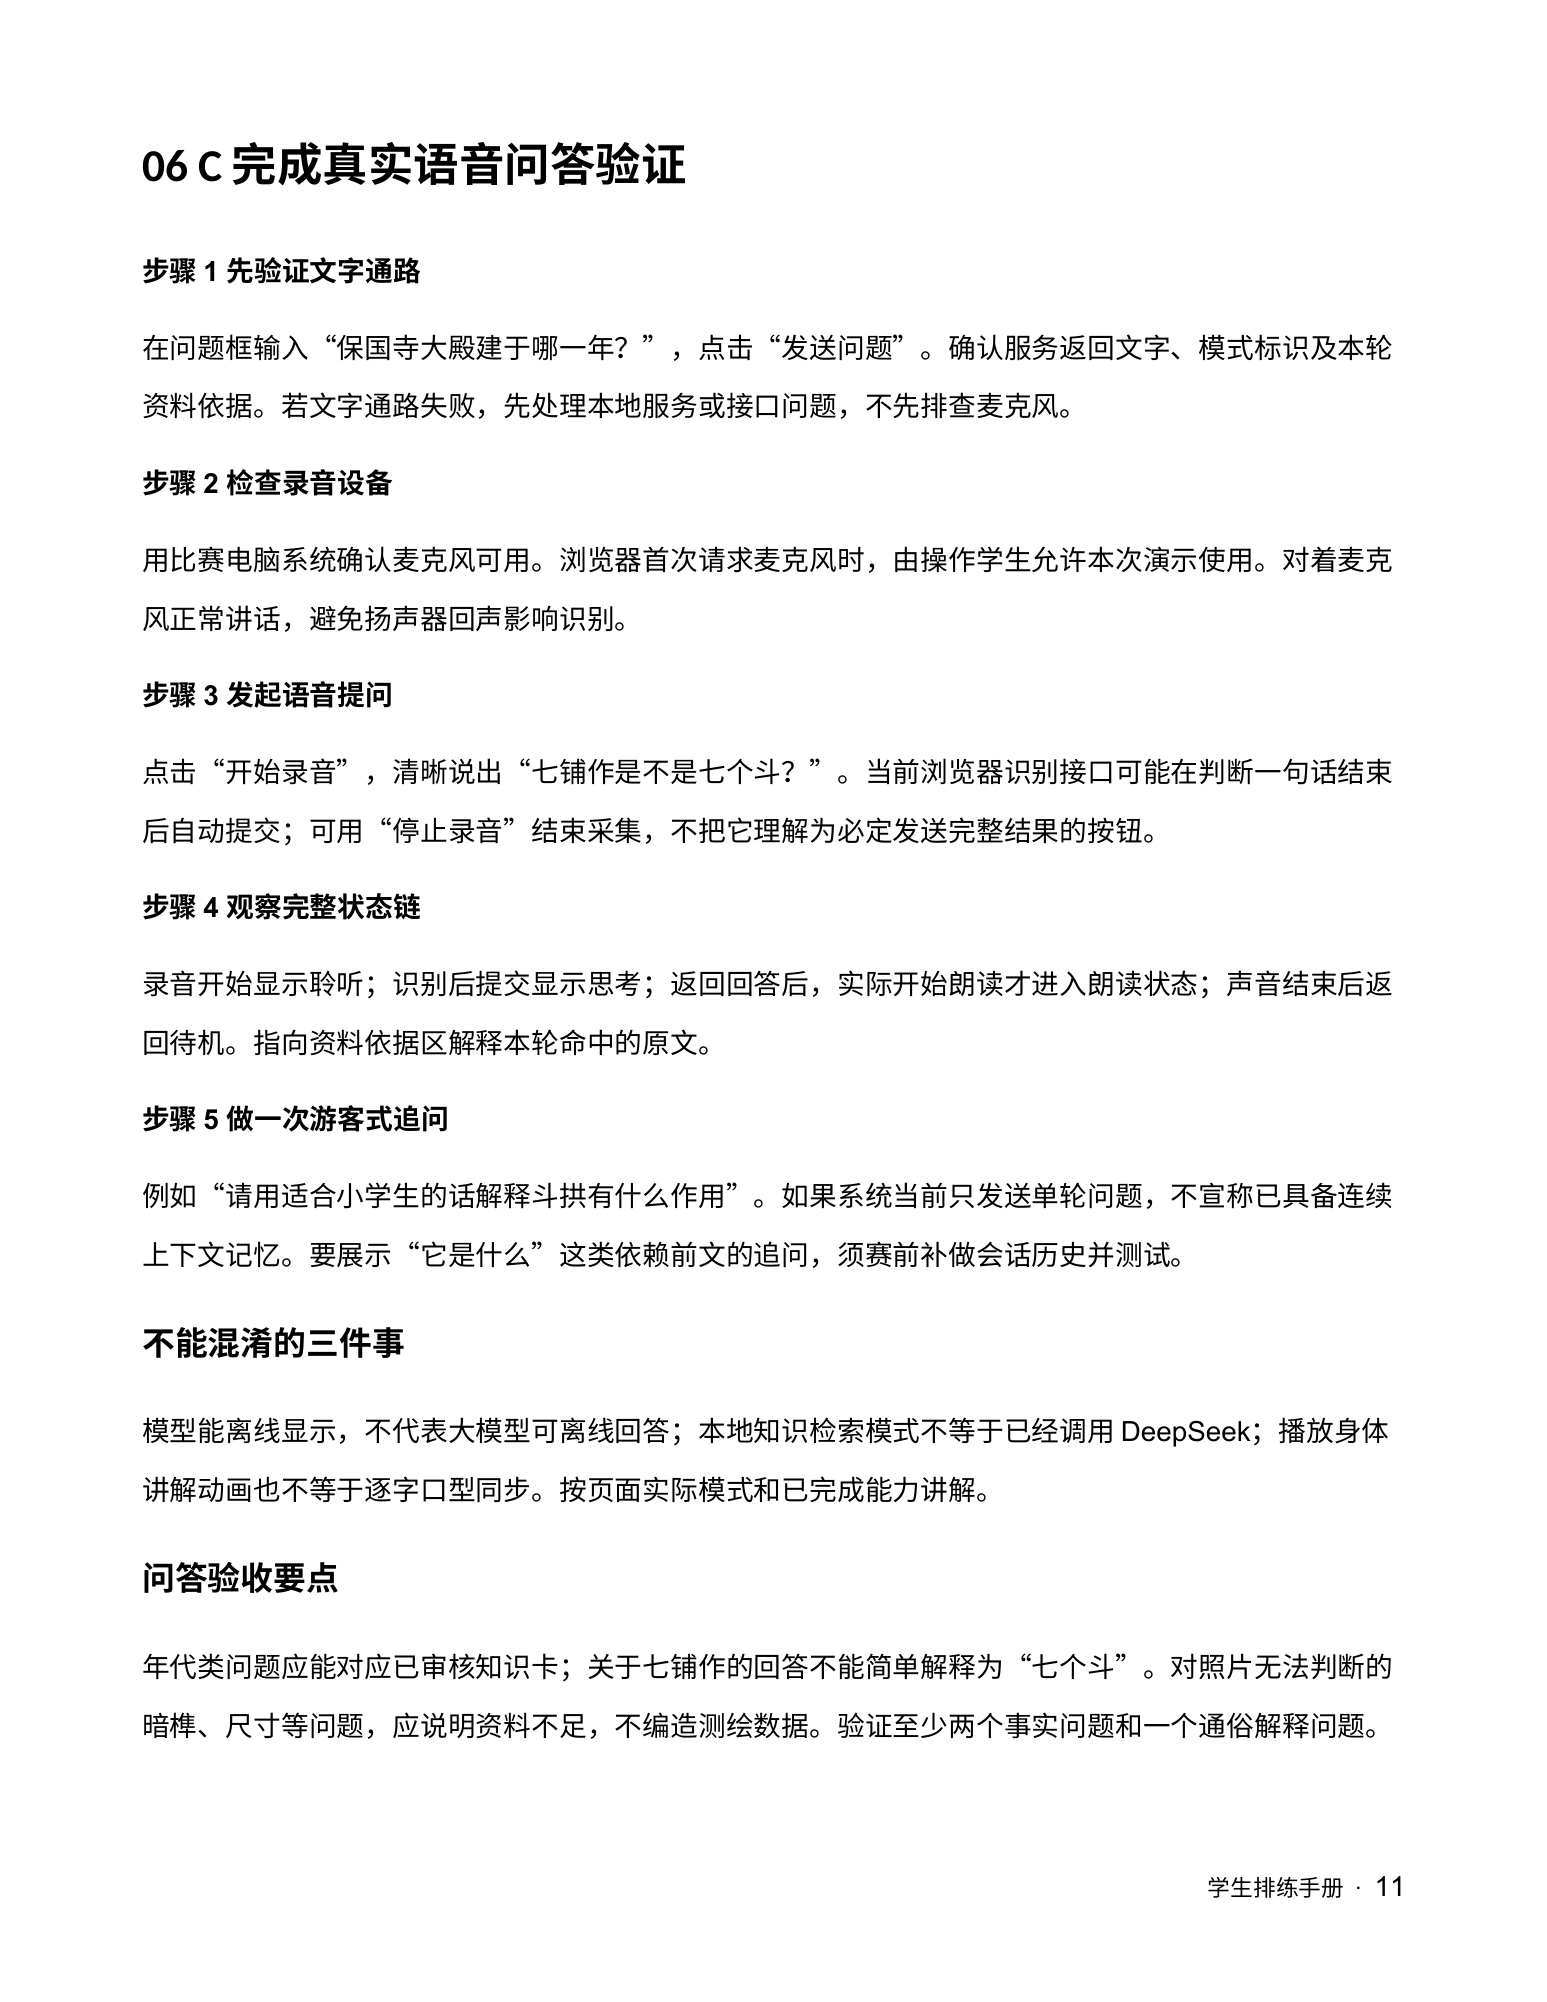 06 C 完成真实语音问答验证
步骤 1 先验证文字通路
在问题框输入“保国寺大殿建于哪一年？”，点击“发送问题”。确认服务返回文字、模式标识及本轮
资料依据。若文字通路失败，先处理本地服务或接口问题，不先排查麦克风。
步骤 2 检查录音设备
用比赛电脑系统确认麦克风可用。浏览器首次请求麦克风时，由操作学生允许本次演示使用。对着麦克
风正常讲话，避免扬声器回声影响识别。
步骤 3 发起语音提问
点击“开始录音”，清晰说出“七铺作是不是七个斗？”。当前浏览器识别接口可能在判断一句话结束
后自动提交；可用“停止录音”结束采集，不把它理解为必定发送完整结果的按钮。
步骤 4 观察完整状态链
录音开始显示聆听；识别后提交显示思考；返回回答后，实际开始朗读才进入朗读状态；声音结束后返
回待机。指向资料依据区解释本轮命中的原文。
步骤 5 做一次游客式追问
例如“请用适合小学生的话解释斗拱有什么作用”。如果系统当前只发送单轮问题，不宣称已具备连续
上下文记忆。要展示“它是什么”这类依赖前文的追问，须赛前补做会话历史并测试。
不能混淆的三件事
模型能离线显示，不代表大模型可离线回答；本地知识检索模式不等于已经调用 DeepSeek；播放身体
讲解动画也不等于逐字口型同步。按页面实际模式和已完成能力讲解。
问答验收要点
年代类问题应能对应已审核知识卡；关于七铺作的回答不能简单解释为“七个斗”。对照片无法判断的
暗榫、尺寸等问题，应说明资料不足，不编造测绘数据。验证至少两个事实问题和一个通俗解释问题。
学生排练手册 · 11